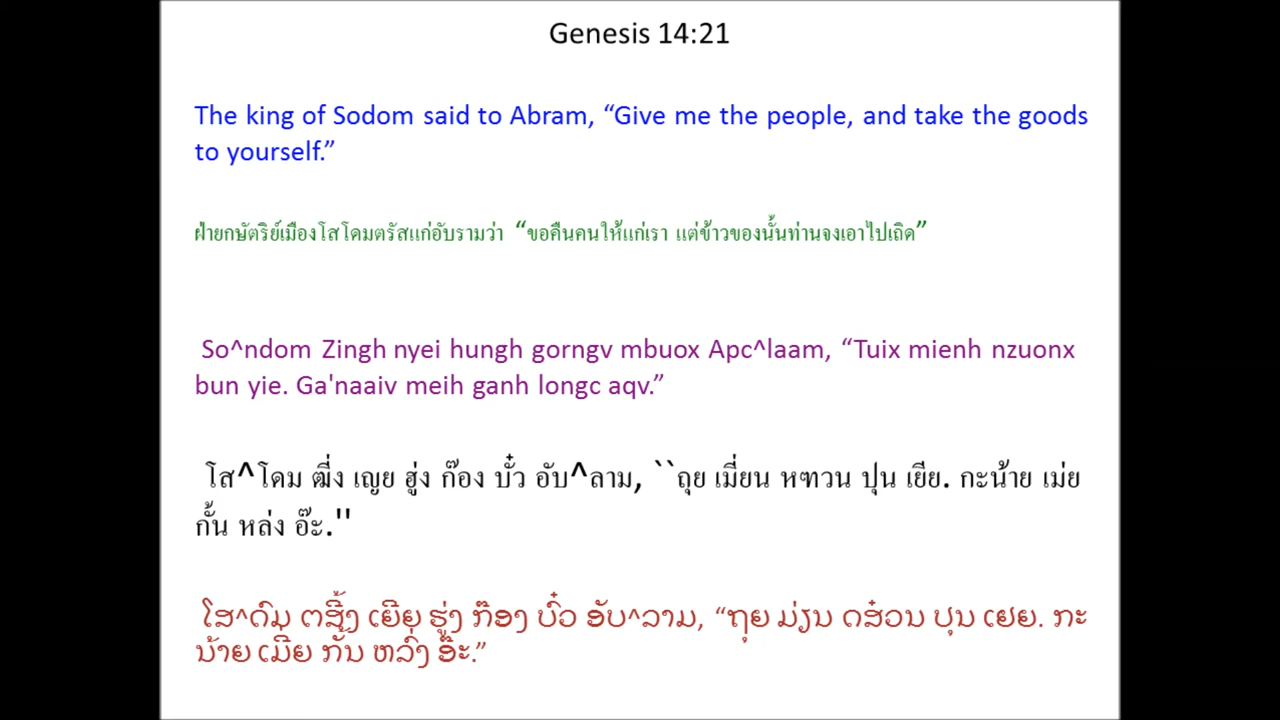 Genesis 14:21
The king of Sodom said to Abram, “Give me the people, and take the goods
to yourself.”
ฝ่ายกษัตริย์เมืองโสโดมตรัสแก่อับรามว่า “ขอคืนคนให้แก่เรา แต่ข้าวของนั้นท่านจงเอาไปเถิด”
So^ndom Zingh nyei hungh gorngv mbuox Apc^laam, “Tuix mienh nzuonx
bun yie. Ga'naaiv meih ganh longc aqv.”
โส^โดม ฒี่ง เญย ฮู่ง ก๊อง บั๋ว อับ^ลาม, ``ถุย เมี่ยน หฑวน ปุน เยีย. กะน้าย เม่ย
กั้น หล่ง อ๊ะ.''
ໂສ^ດົມ ຕສີ້ງ ເຍີຍ ຮູ່ງ ກ໊ອງ ບົ໋ວ ອັບ^ລາມ, “ຖຸຍ ມ່ຽນ ດສ໋ວນ ປຸນ ເຢຍ. ກະ
ນ້າຍ ເມີ່ຍ ກັ້ນ ຫລົ່ງ ອ໊ະ.”